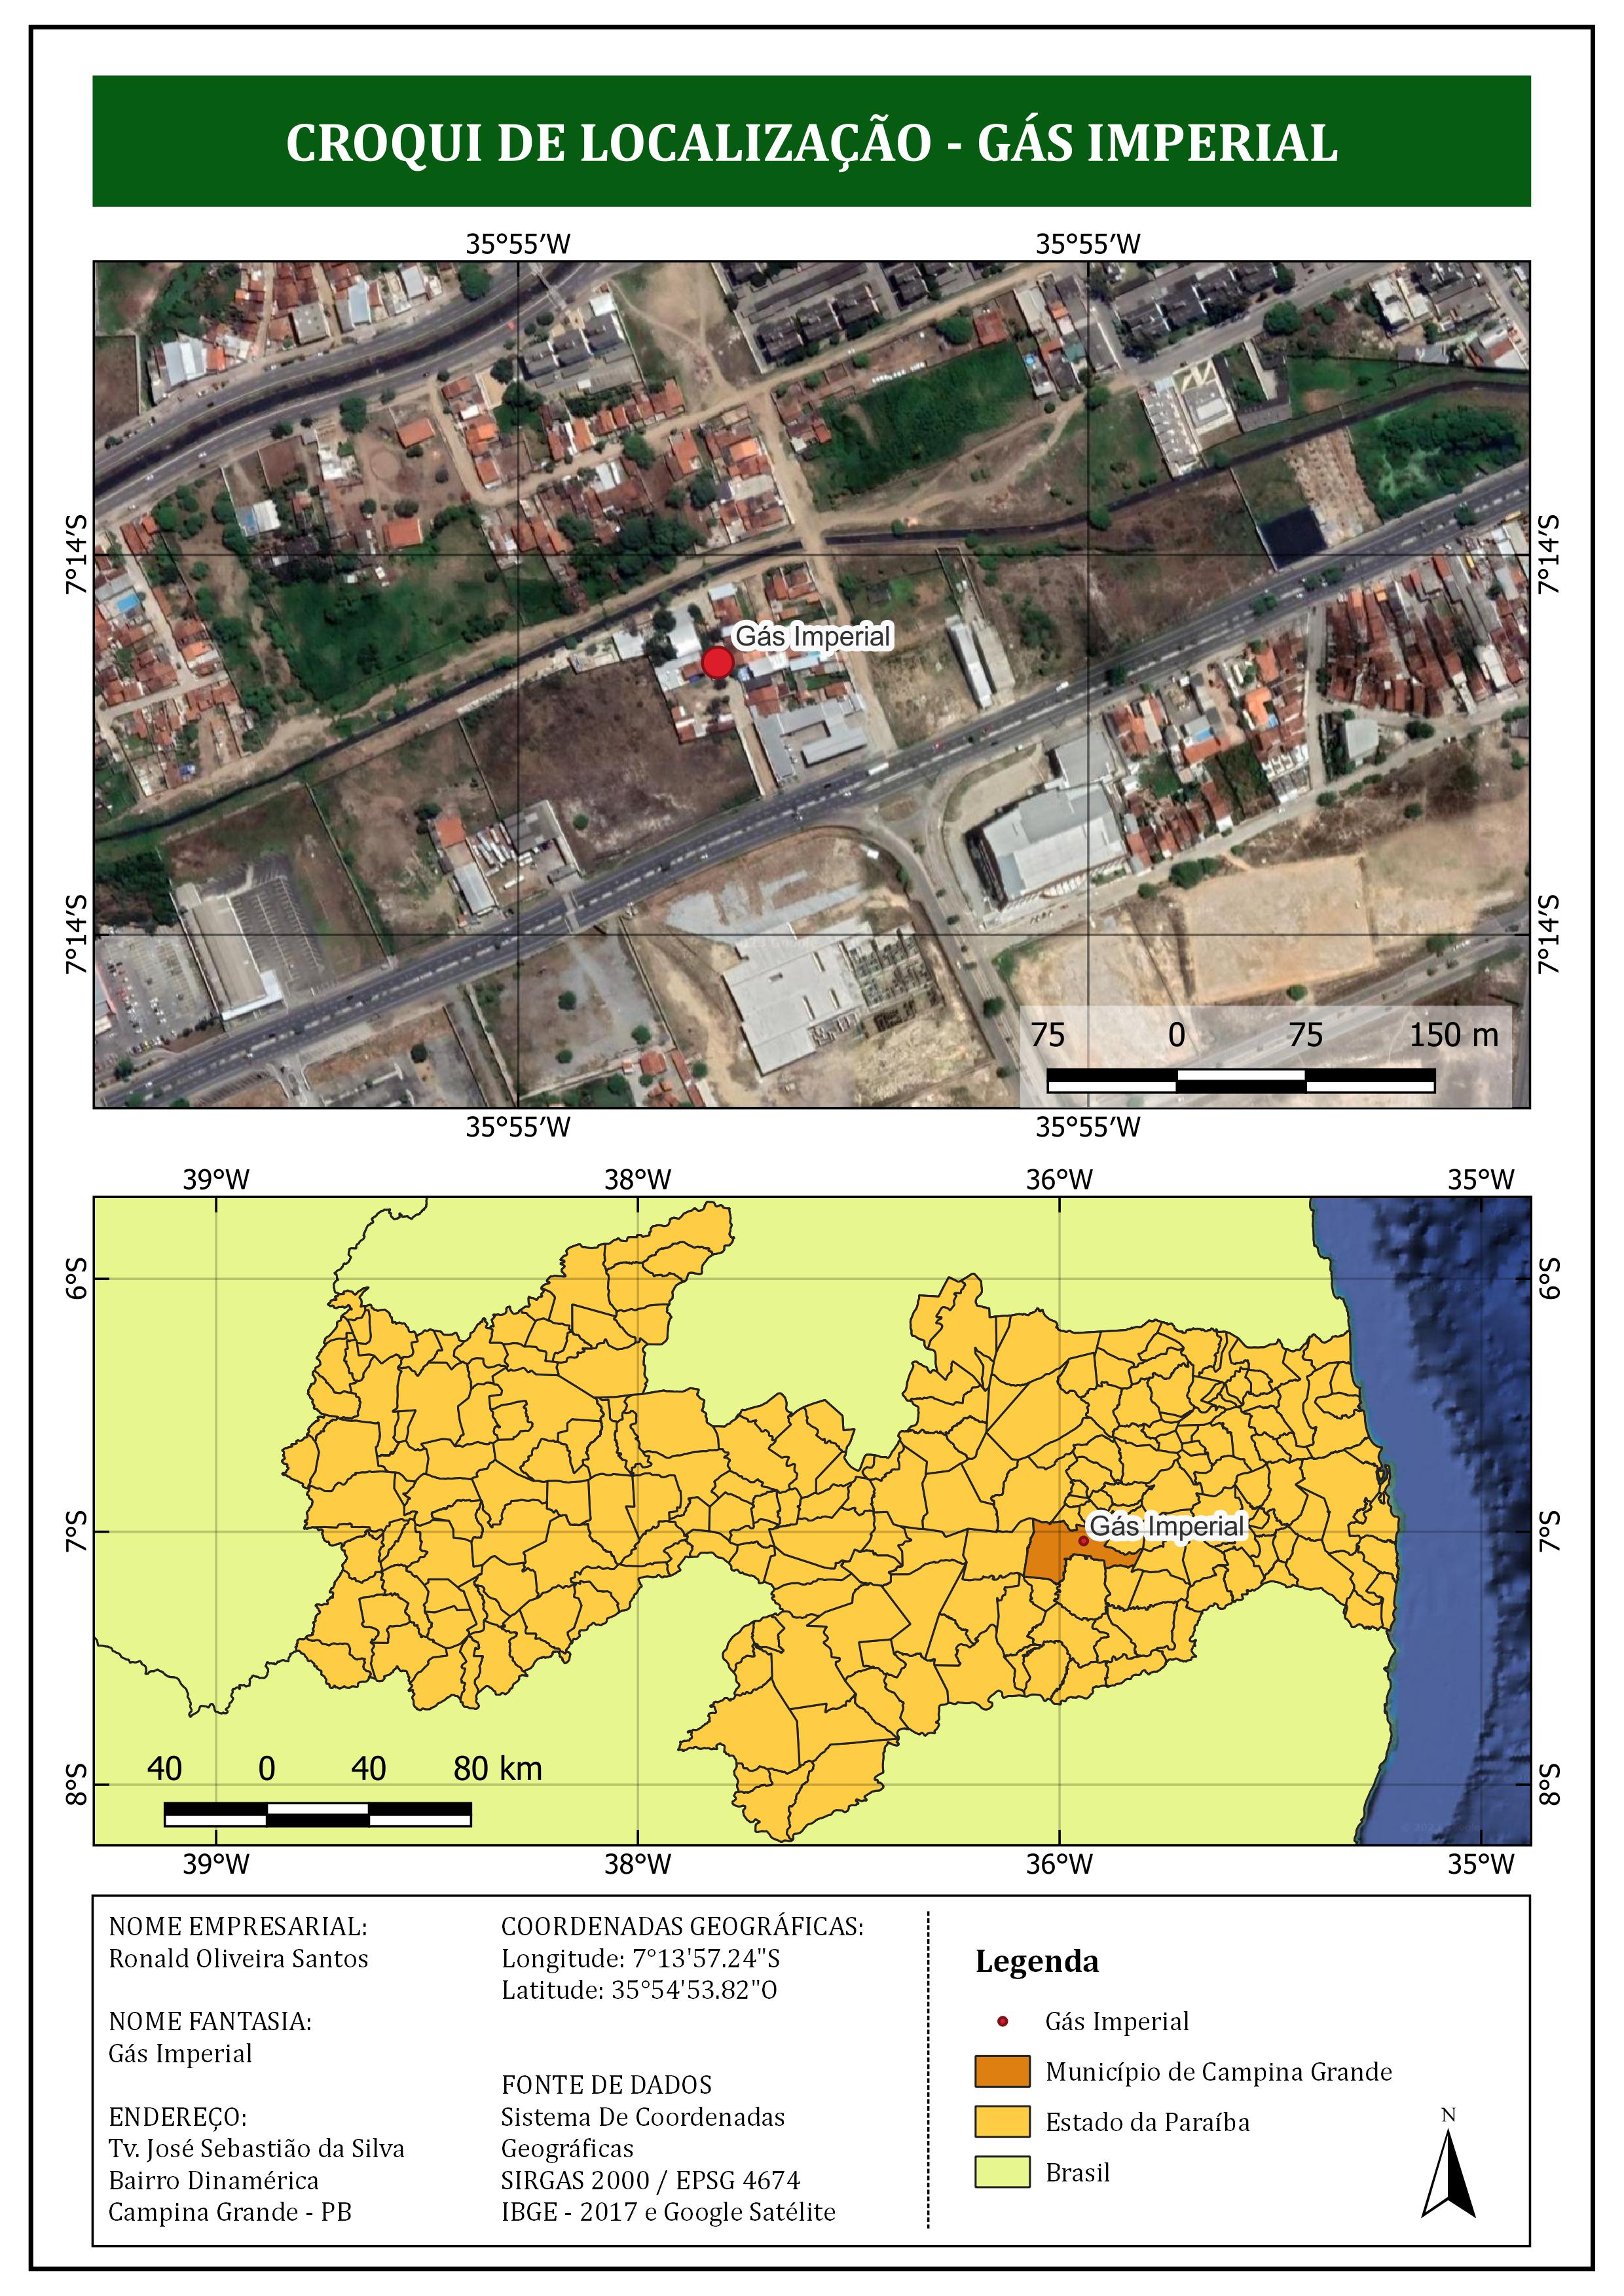 CROQUI DE LOCALIZAÇÃO - GÁS IMPERIAL
35°55′W 35°55′W
7°14′S 7°14′S
Gás Imperial
7°14′S 7°14′S
75 0 75 150 m
35°55′W 35°55′W
39°W 38°W 36°W 35°W
6°S 6°S
Gás Imperial
7°S 7°S
40 0 40 80 km
8°S 8°S
39°W 38°W 36°W 35°W
NOME EMPRESARIAL:
Ronald Oliveira Santos
NOME FANTASIA:
Gás Imperial
ENDEREÇO:
Tv. José Sebastião da Silva
Bairro Dinamérica
Campina Grande - PB
COORDENADAS GEOGRÁFICAS:
Longitude: 7°13'57.24"S
Latitude: 35°54'53.82"O
FONTE DE DADOS
Sistema De Coordenadas
Geográficas
SIRGAS 2000 / EPSG 4674
IBGE - 2017 e Google Satélite
Legenda
Gás Imperial
Município de Campina Grande
Estado da Paraíba
Brasil
N